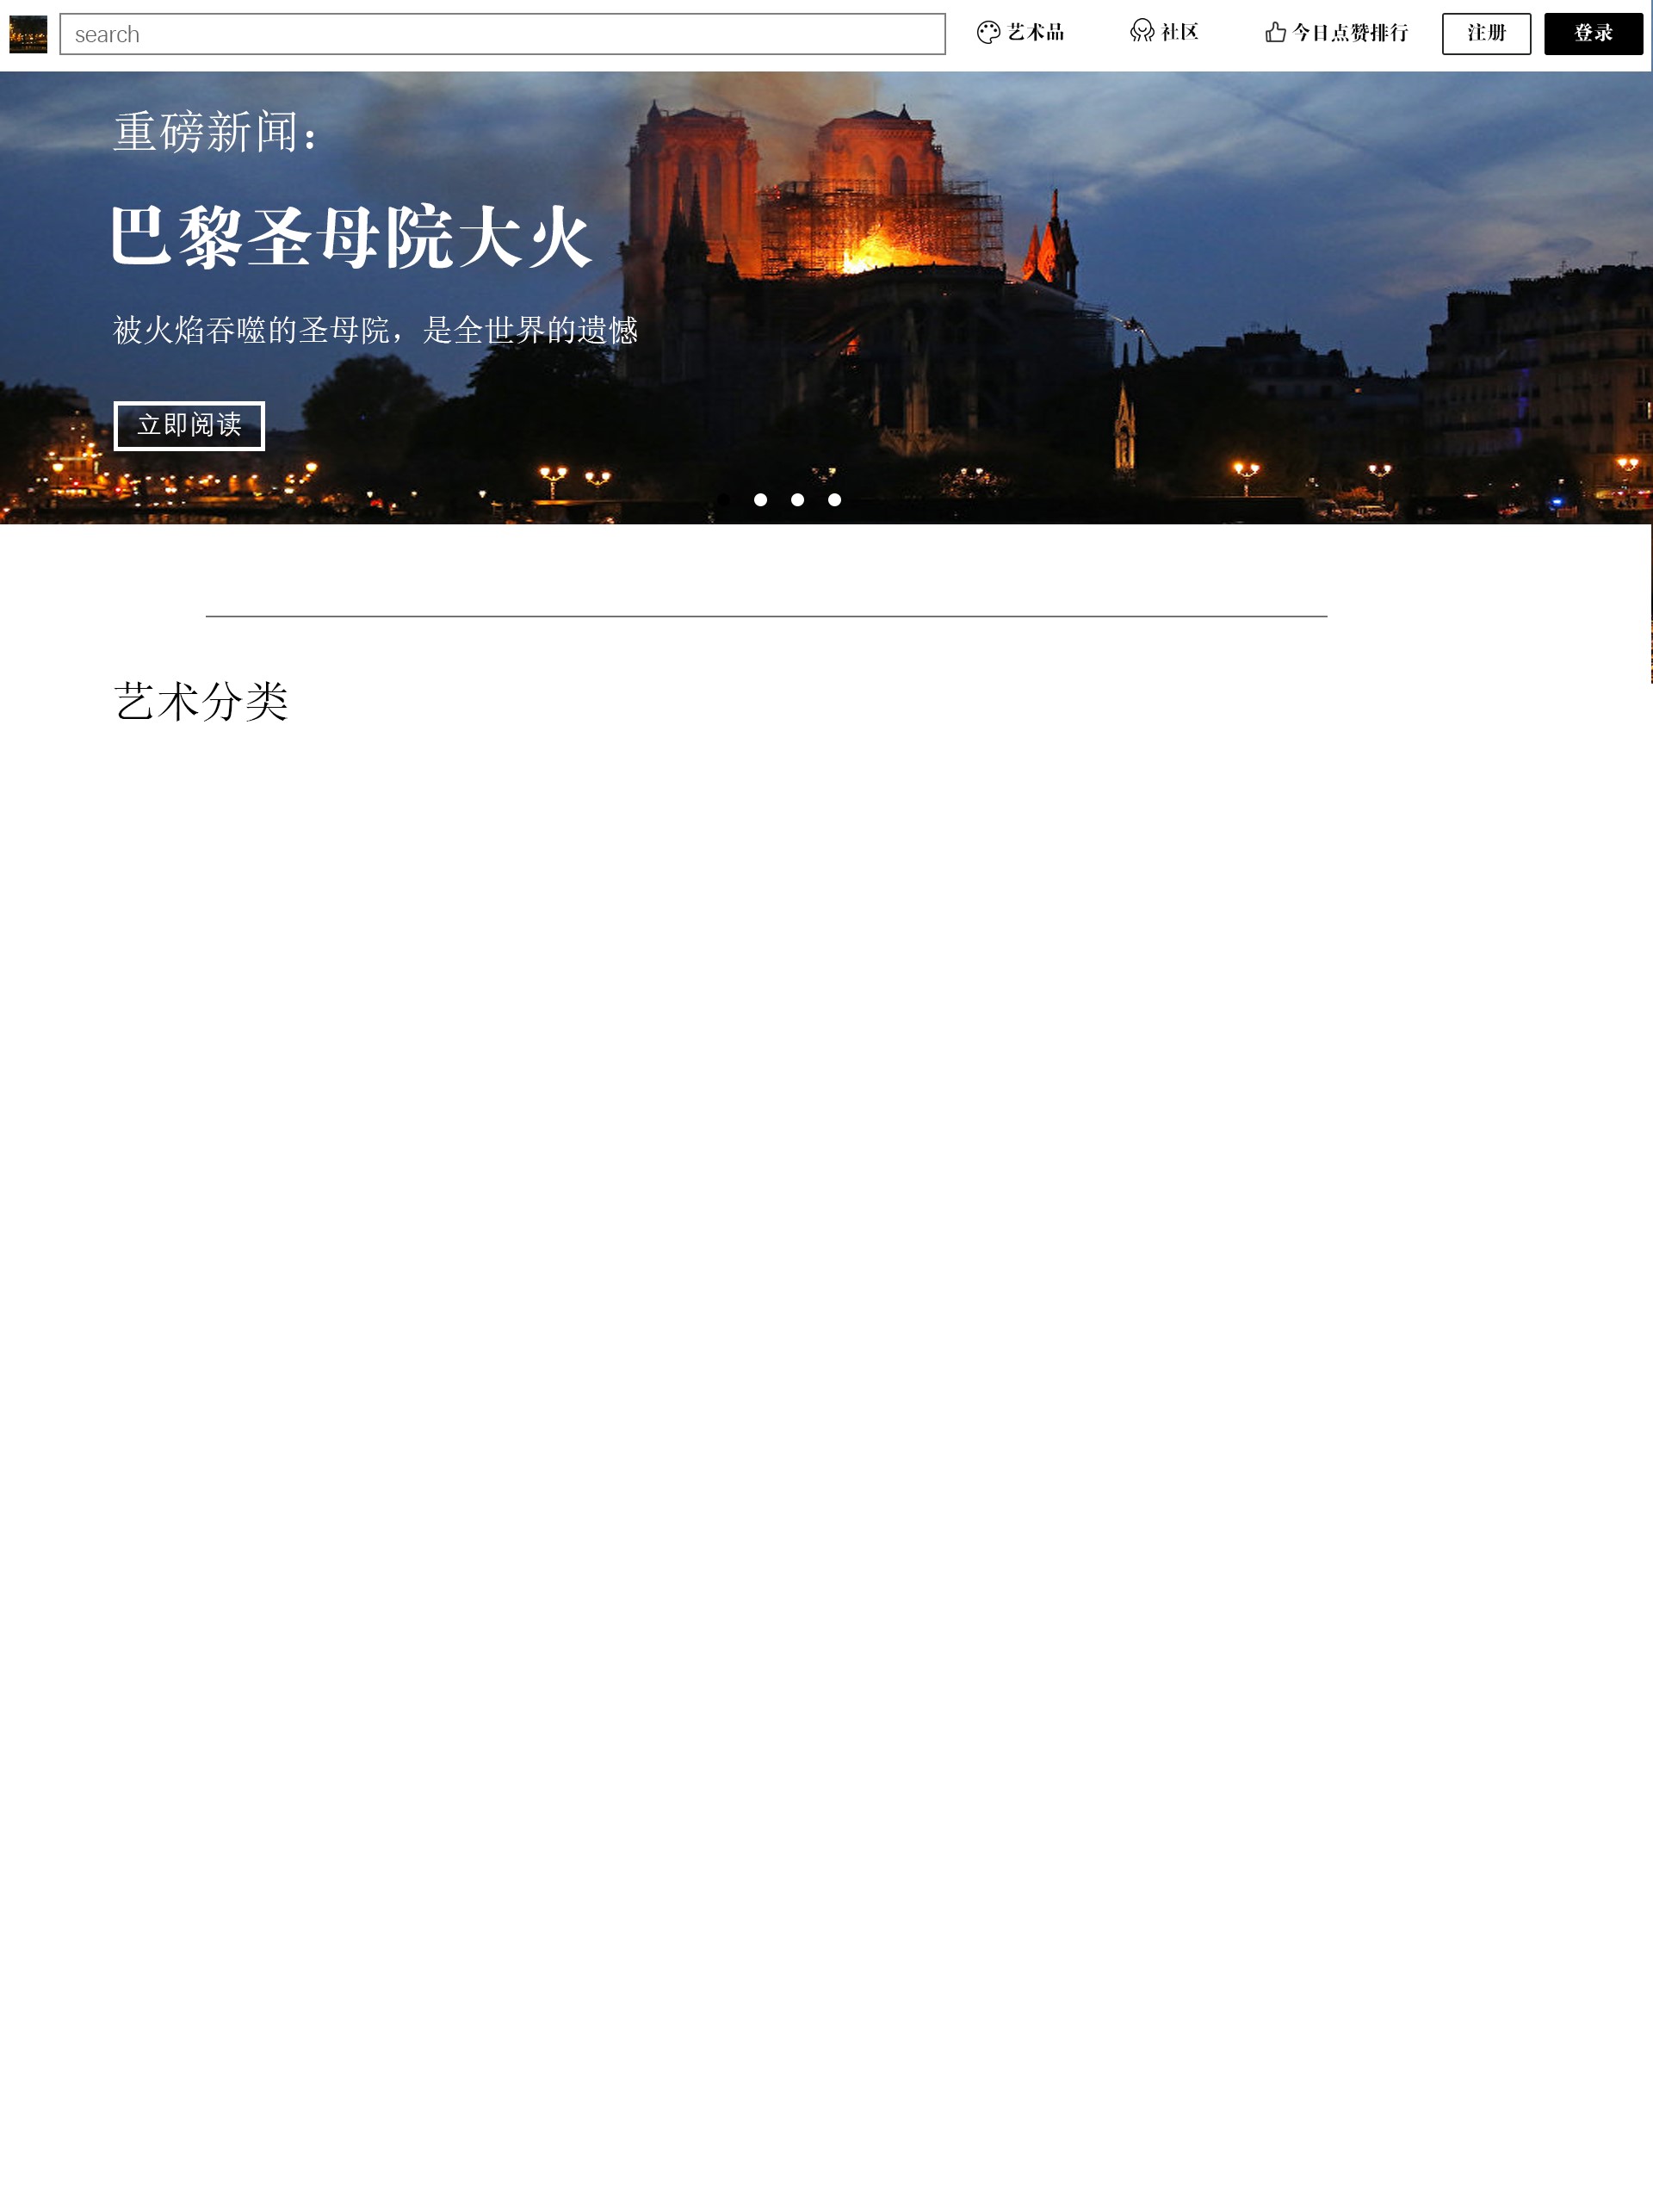 search
艺术品
社区
今日点赞排行
注册
登录
重磅新闻：
巴黎圣母院大火
被火焰吞噬的圣母院，是全世界的遗憾
立即阅读
艺术分类